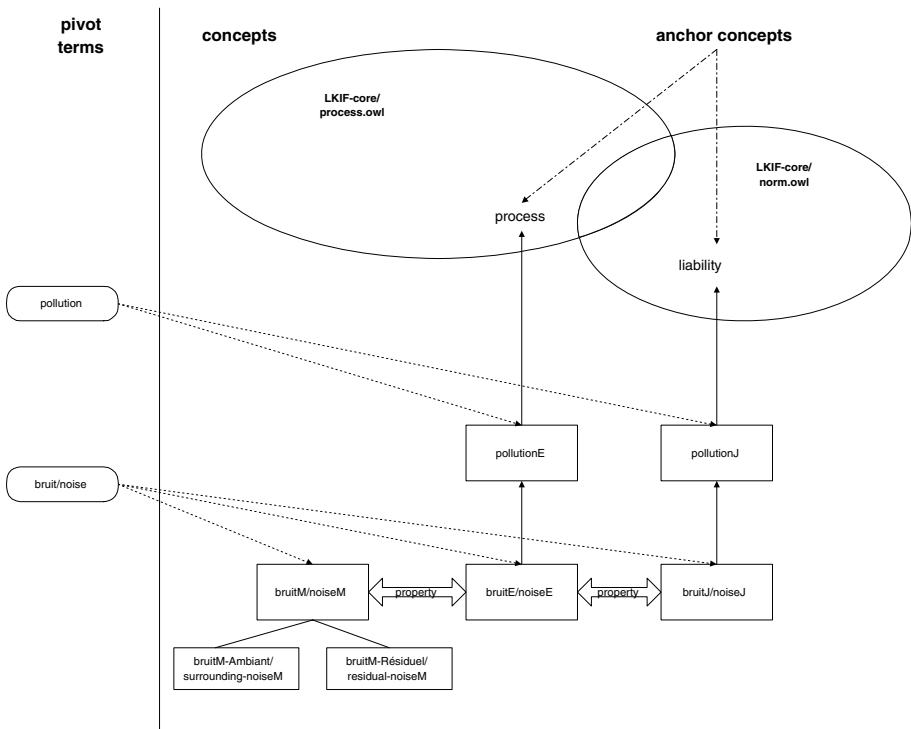 pivot
terms
concepts
anchor concepts
LKIF-core/
process.owl
LKIF-core/
norm.owl
process
liability
pollution
pollutionE
pollutionJ
bruit/noise
bruitM/noiseM
property
bruitE/noiseE
property
bruitJ/noiseJ
bruitM-Ambiant/
surrounding-noiseM
bruitM-Résiduel/
residual-noiseM